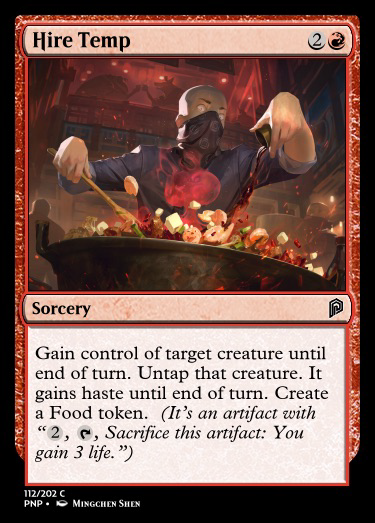 Hire Temp 2
Sorcery
Gain control of target creature until
end of turn. Untap that creature. It
gains haste until end of turn. Create
a Food token. (It's an artifact with
“2, , Sacrifice this artifact: You
gain 3 life.”)
112/202 C
PNP • Mingchen Shen